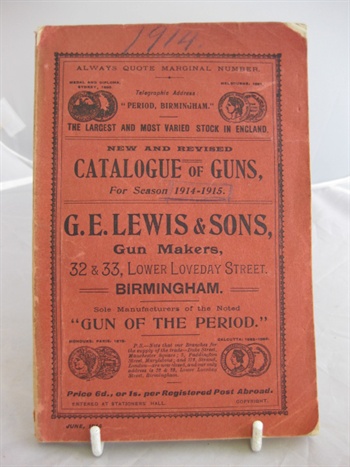 1914
ALWAYS QUOTE MARGINAL NUMBER.
Telegraphic Address
"PERIOD, BIRMINGHAM."
THE LARGEST AND MOST VARIED STOCK IN ENGLAND.
NEW AND REVISED
CATALOGUE OF GUNS,
For Season 1914-1915.
G. E. LEWIS & SONS,
Gun Makers,
32 & 33, LOWER LOVEDAY STREET.
BIRMINGHAM.
Sole Manufacturers of the Noted
"GUN OF THE PERIOD."
Price 6d., or 1s. per Registered Post Abroad.
ENTERED AT STATIONERS' HALL.
COPYRIGHT.
JUNE,